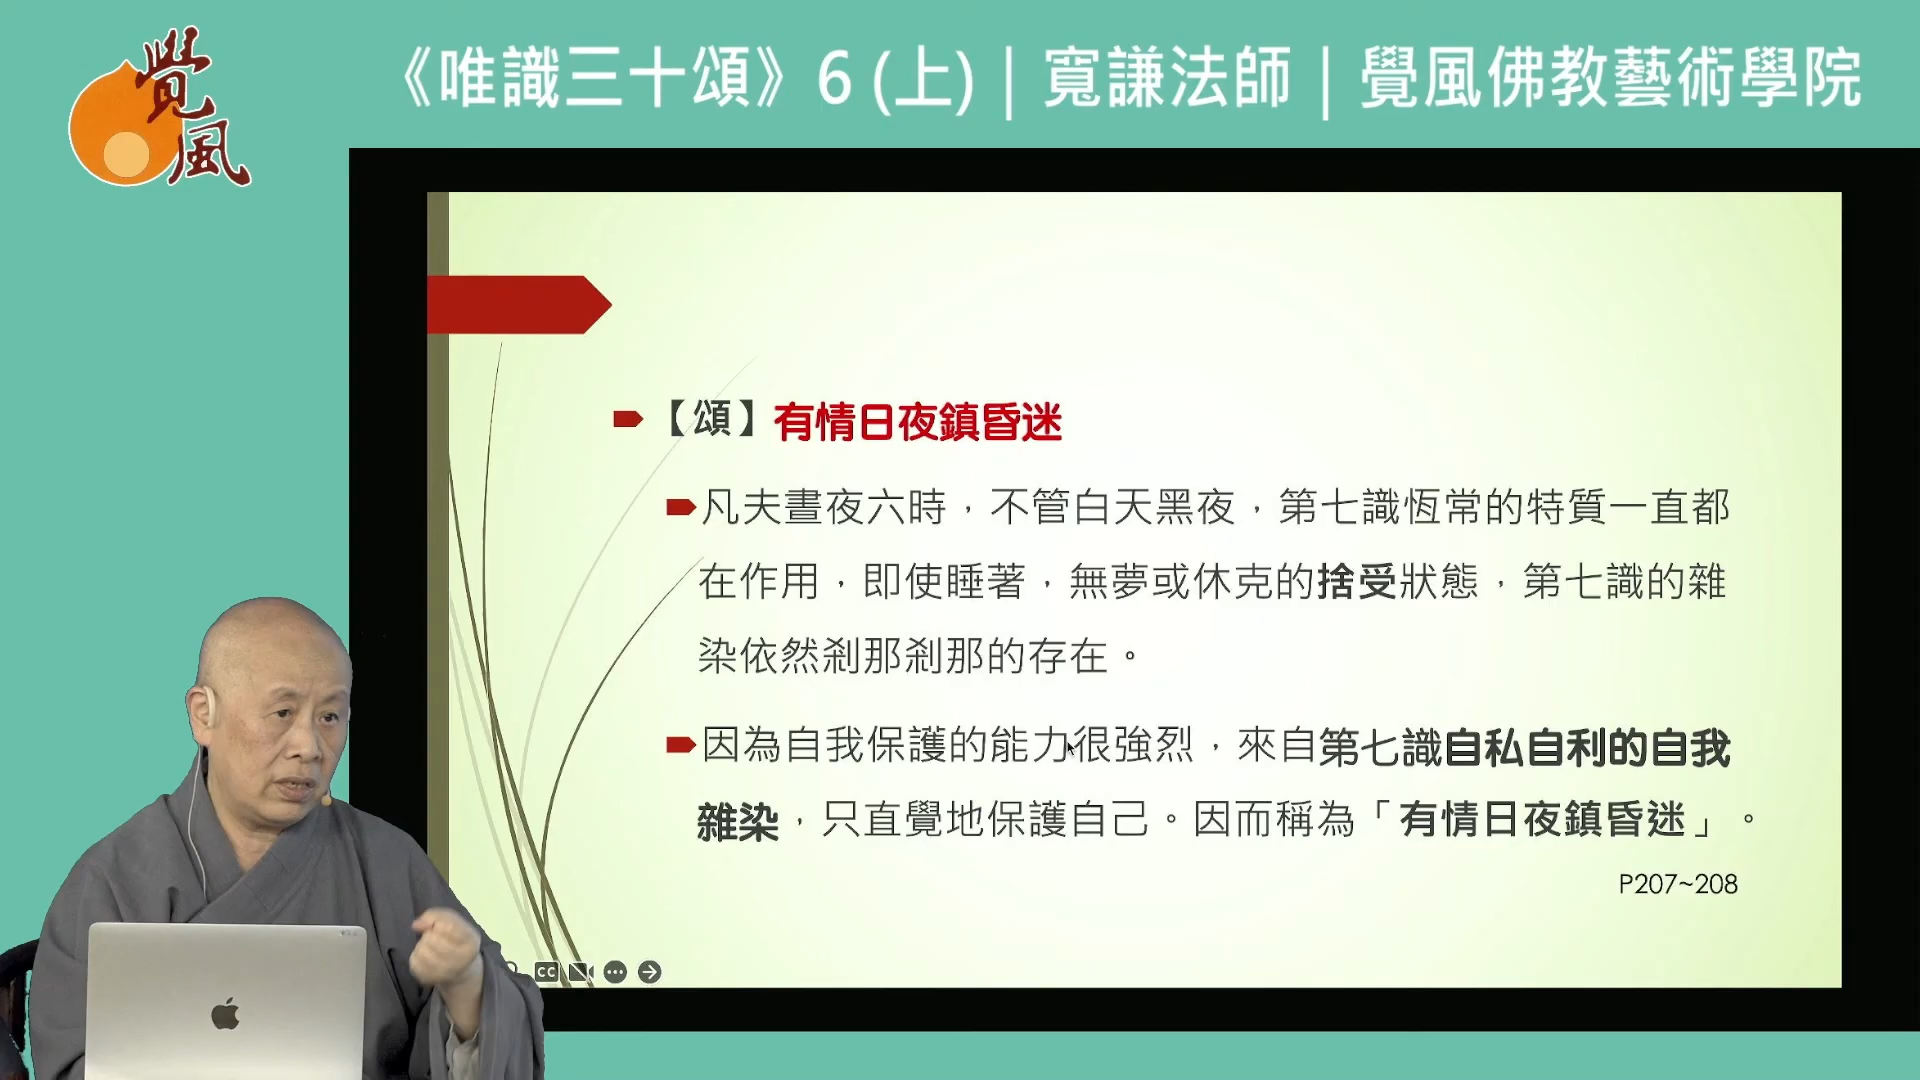 覺風
《唯識三十頌》6 (上)｜寬謙法師｜覺風佛教藝術學院
【頌】有情日夜鎮昏迷
凡夫晝夜六時，不管白天黑夜，第七識恆常的特質一直都
在作用，即使睡著，無夢或休克的捨受狀態，第七識的雜
染依然剎那剎那的存在。
因為自我保護的能力很強烈，來自第七識自私自利的自我
雜染，只直覺地保護自己。因而稱為「有情日夜鎮昏迷」。
P207~208
CC